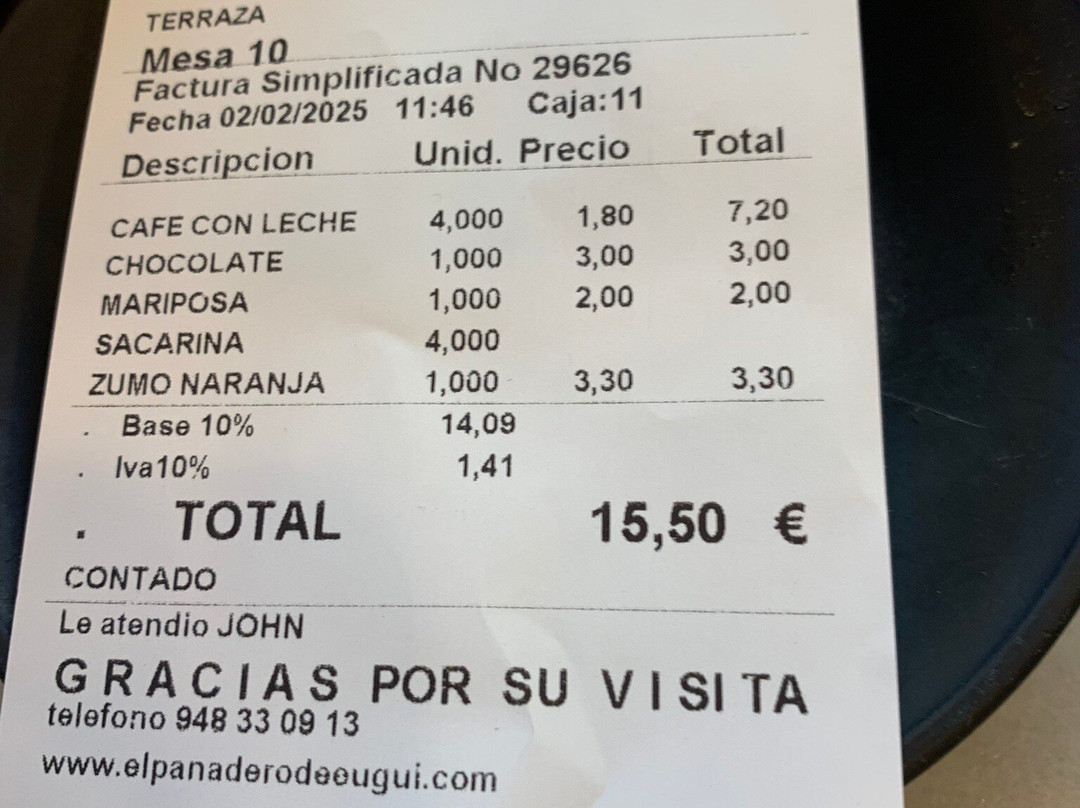 TERRAZA
Mesa 10
Factura Simplificada No 29626
Fecha 02/02/2025 11:46 Caja:11
Descripcion Unid. Precio Total
CAFE CON LECHE 4,000 1,80 7,20
CHOCOLATE 1,000 3,00 3,00
MARIPOSA 1,000 2,00 2,00
SACARINA 4,000
ZUMO NARANJA 1,000 3,30 3,30
. Base 10% 14,09
. Iva10% 1,41
. TOTAL 15,50 €
CONTADO
Le atendio JOHN
GRACIAS POR SU VISITA
telefono 948 33 09 13
www.elpanaderodeeugui.com